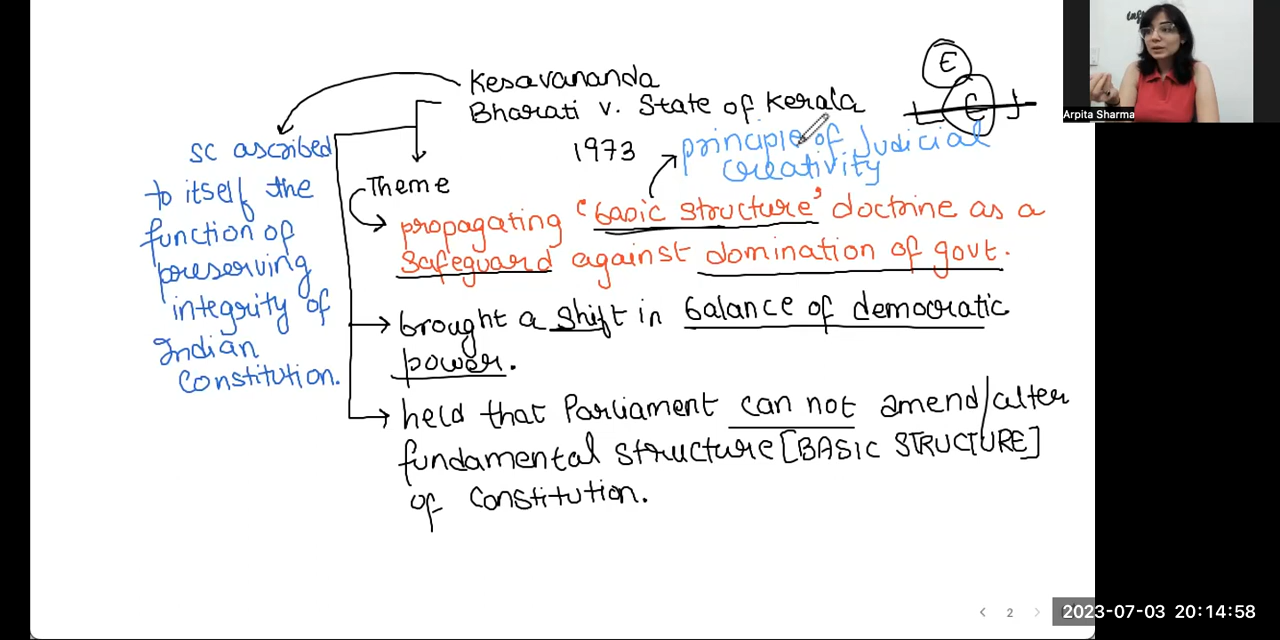 Kesavananda
Bharati v. State of Kerala
1973
principle of Judicial
Creativity
E
L C J
SC ascribed
to itself the
function of
preserving
integrity of
Indian
Constitution.
Theme
propagating 'basic structure' doctrine as a
safeguard against domination of govt.
brought a shift in balance of democratic
power.
held that Parliament can not amend/alter
fundamental structure [BASIC STRUCTURE]
of Constitution.
Arpita Sharma
2
2023-07-03 20:14:58